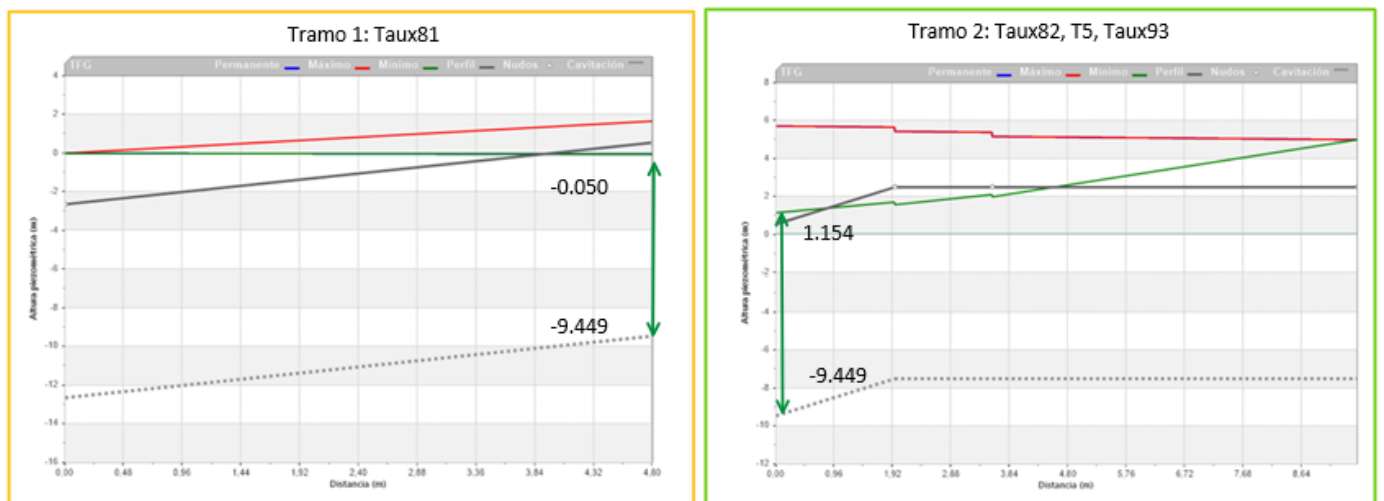 Tramo 1: Taux81
TFG Permanente Máximo Mínimo Perfil Nudos Cavitación
4
2
0
-2
-4
-6
-8
-10
-12
-14
-16
Altura piezométrica (m)
-0.050
-9.449
0,00 0,48 0,96 1,44 1,92 2,40 2,88 3,36 3,84 4,32 4,80
Distancia (m)
Tramo 2: Taux82, T5, Taux93
TFG Permanente Máximo Mínimo Perfil Nudos Cavitación
8
6
4
2
0
-2
-4
-6
-8
-10
-12
Altura piezométrica (m)
1.154
-9.449
0,00 0,96 1,92 2,88 3,84 4,80 5,76 6,72 7,68 8,64
Distancia (m)